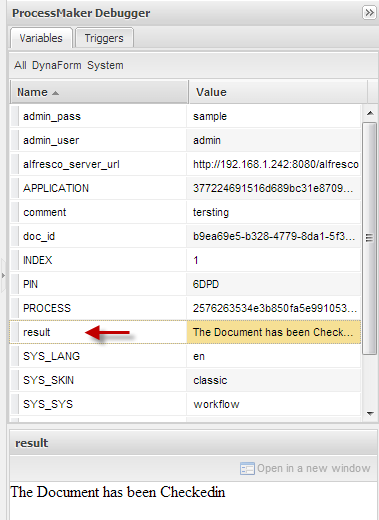 ProcessMaker Debugger
Variables Triggers
All DynaForm System
Name Value
admin_pass sample
admin_user admin
alfresco_server_url http://192.168.1.242:8080/alfresco
APPLICATION 377224691516d689bc31e8709...
comment tersting
doc_id b9ea69e5-b328-4779-8da1-5f3...
INDEX 1
PIN 6DPD
PROCESS 2576263534e3b850fa5e991053...
result The Document has been Check...
SYS_LANG en
SYS_SKIN classic
SYS_SYS workflow
result
Open in a new window
The Document has been Checkedin